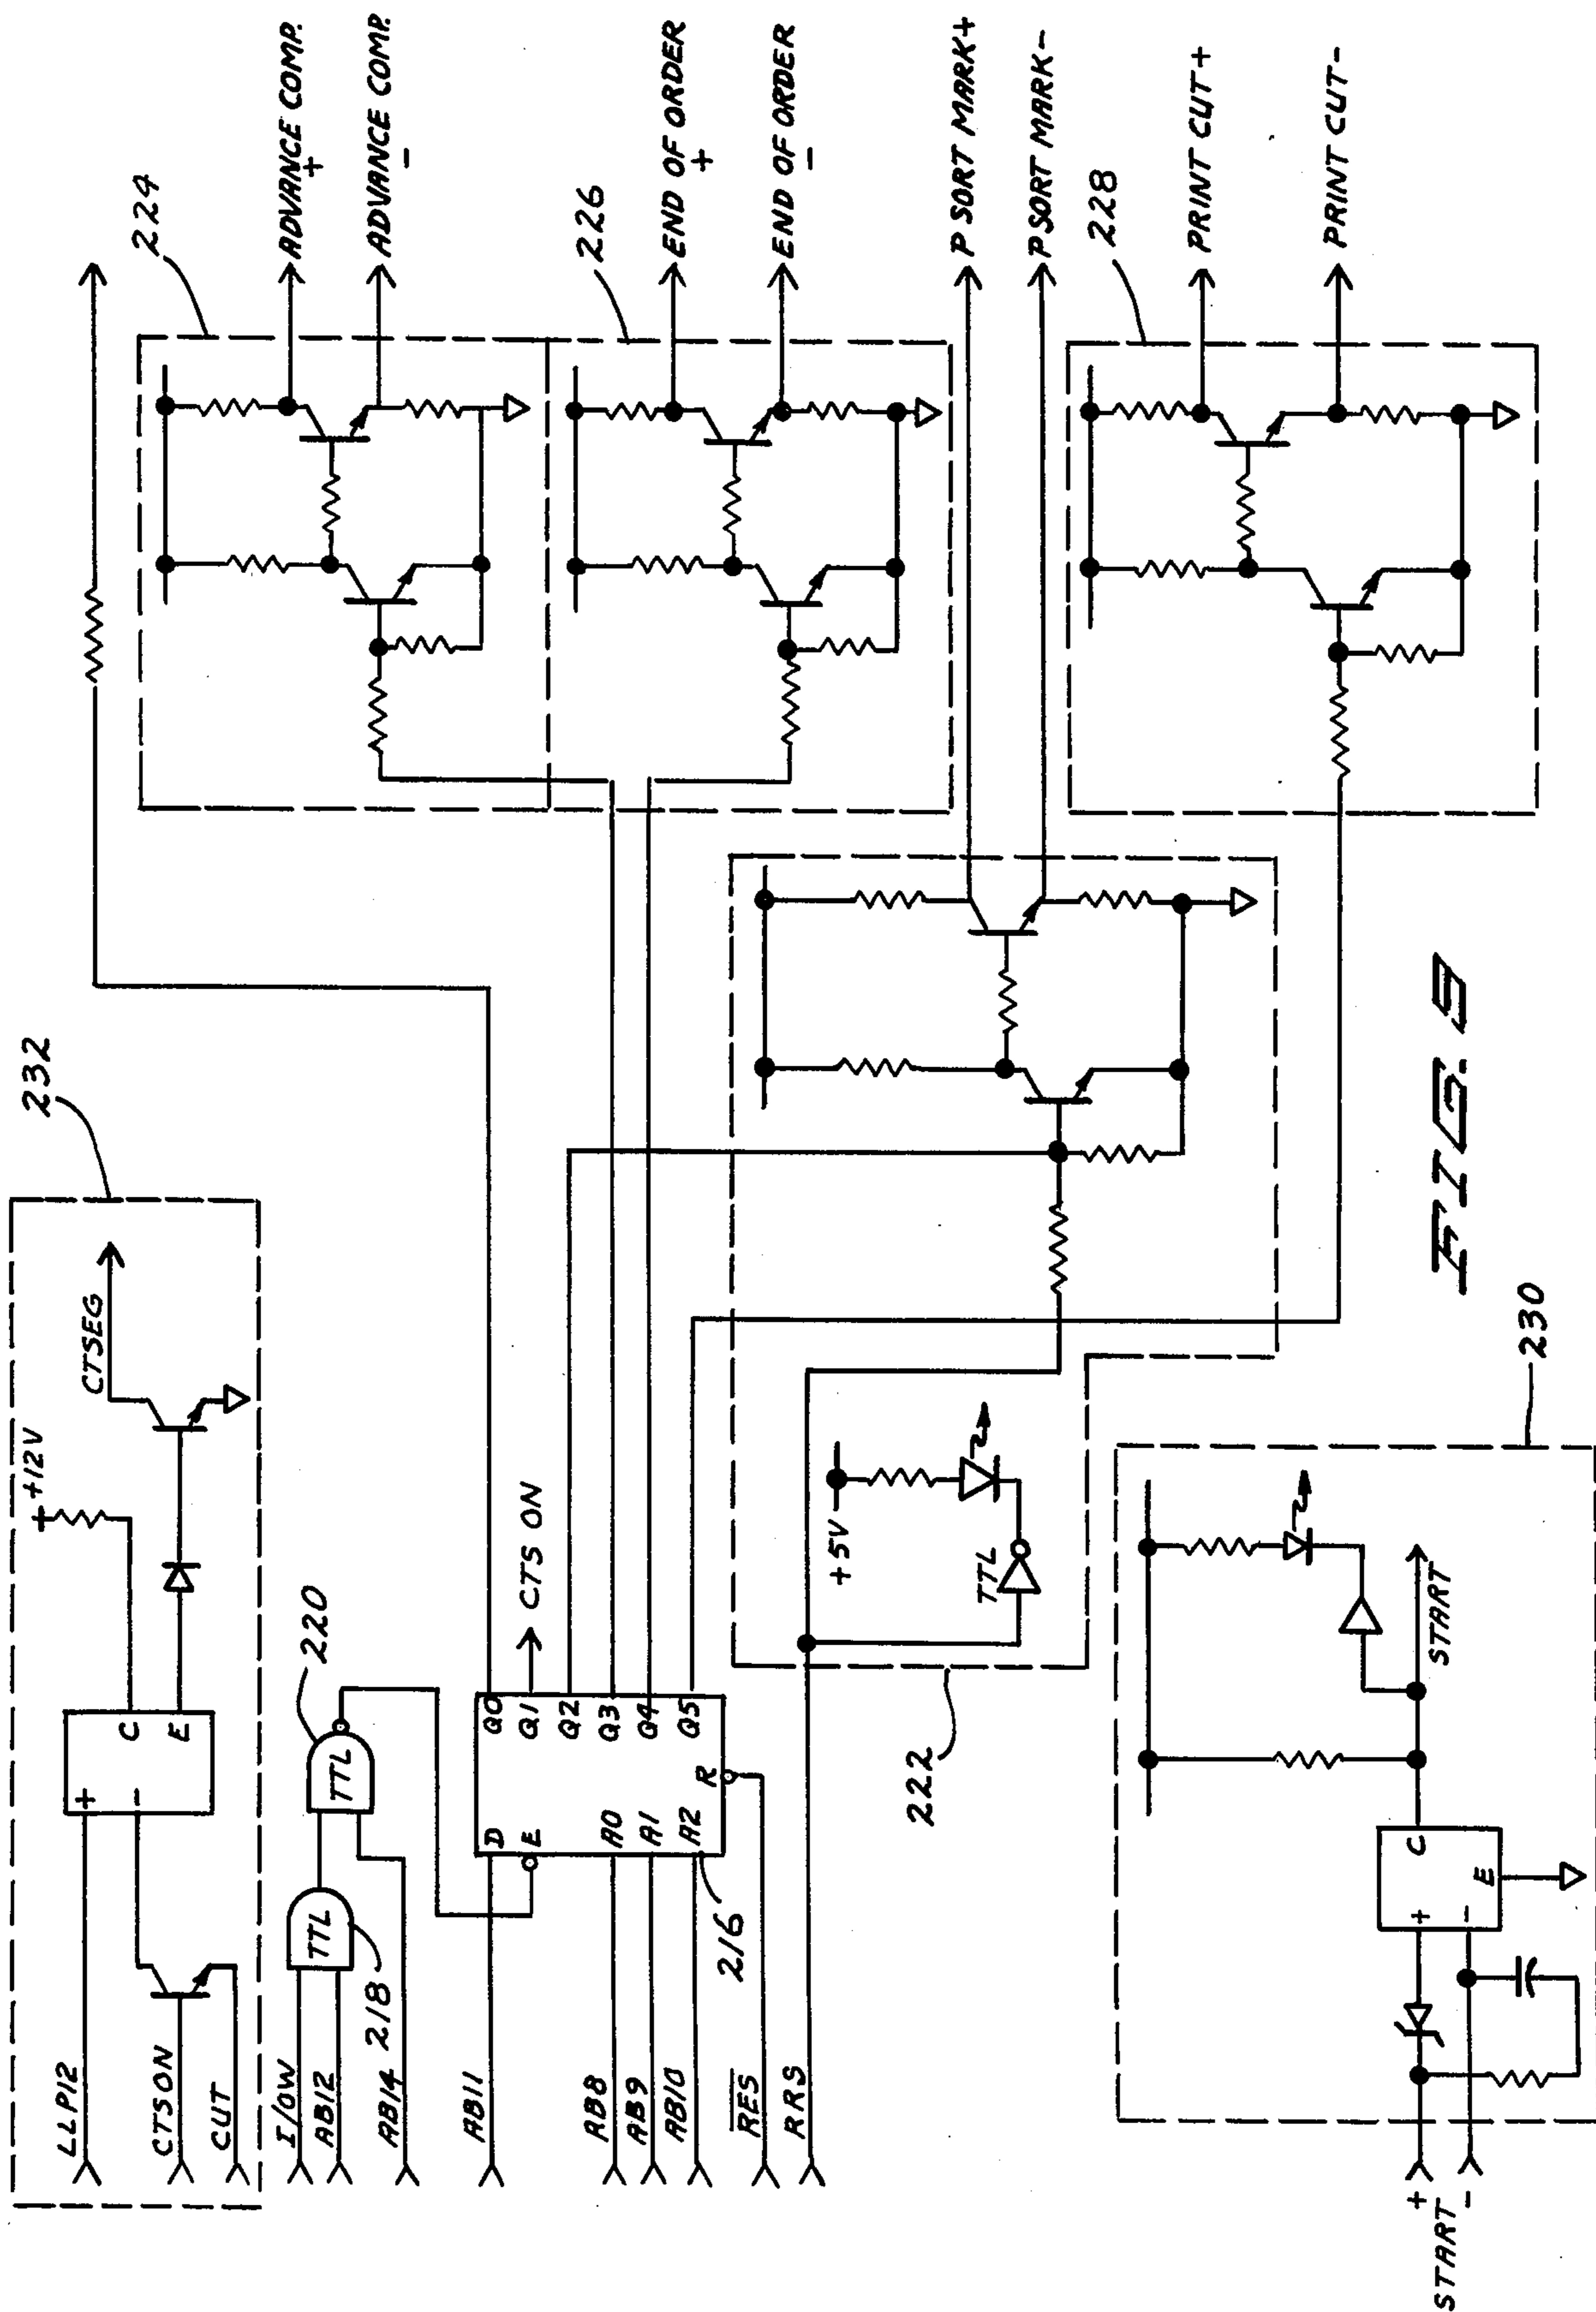 232
LLP12
CTSON
CUT
+
-
C
E
+12V
CTSEG
I/OW
AB12
AB14
218
TTL
TTL
220
AB11
AB8
AB9
AB10
RES
RRS
D
E
A0
A1
A2
R
Q0
Q1
Q2
Q3
Q4
Q5
216
CTS ON
222
+5V
TTL
224
ADVANCE COMP.
+
ADVANCE COMP.
-
226
END OF ORDER
+
END OF ORDER
-
P SORT MARK+
P SORT MARK-
228
PRINT CUT+
PRINT CUT-
230
+
START
-
+
-
C
E
START
FIG. 9